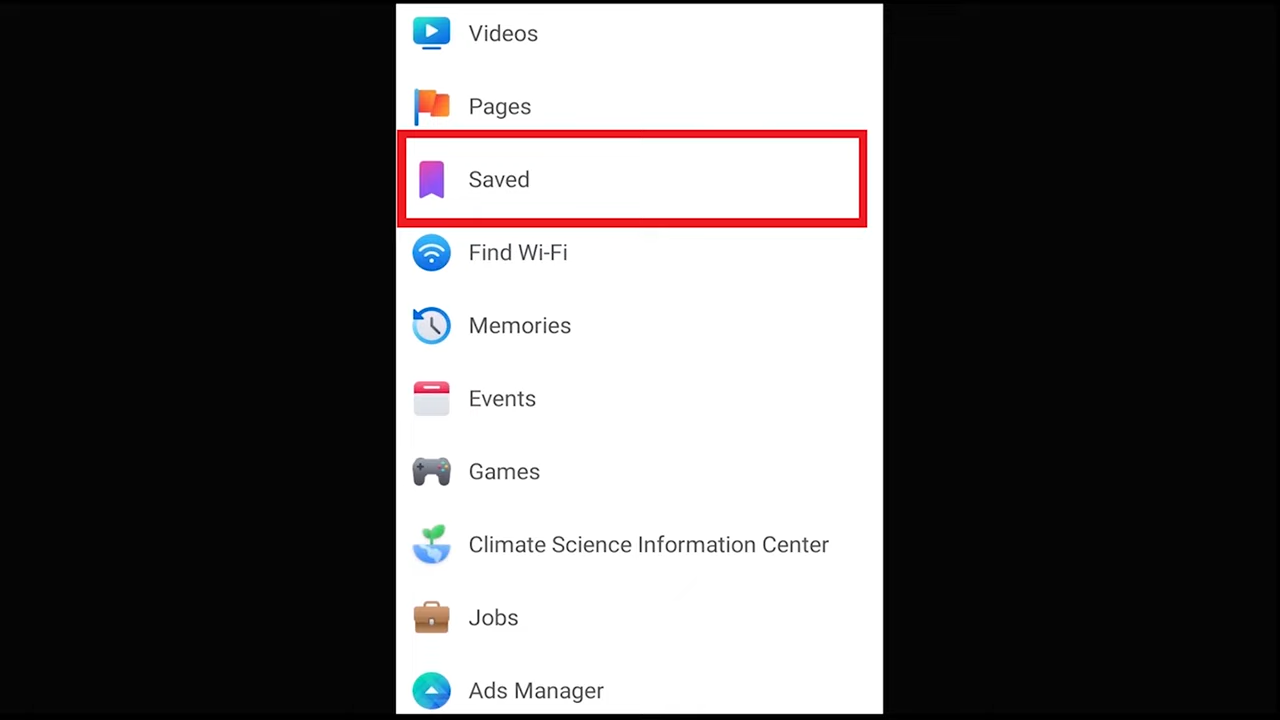 Videos
Pages
Saved
Find Wi-Fi
Memories
Events
Games
Climate Science Information Center
Jobs
Ads Manager